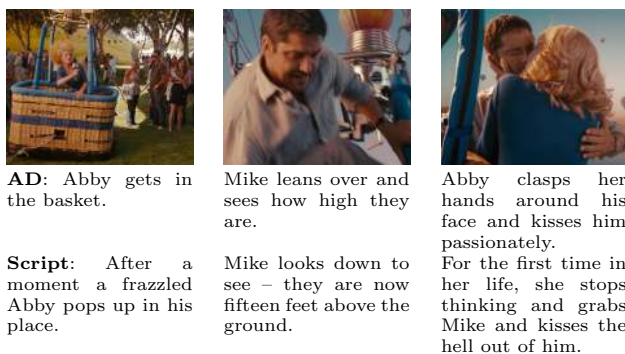 AD: Abby gets in
the basket.
Mike leans over and
sees how high they
are.
Abby clasps her
hands around his
face and kisses him
passionately.
Script: After a
moment a frazzled
Abby pops up in his
place.
Mike looks down to
see – they are now
fifteen feet above the
ground.
For the first time in
her life, she stops
thinking and grabs
Mike and kisses the
hell out of him.